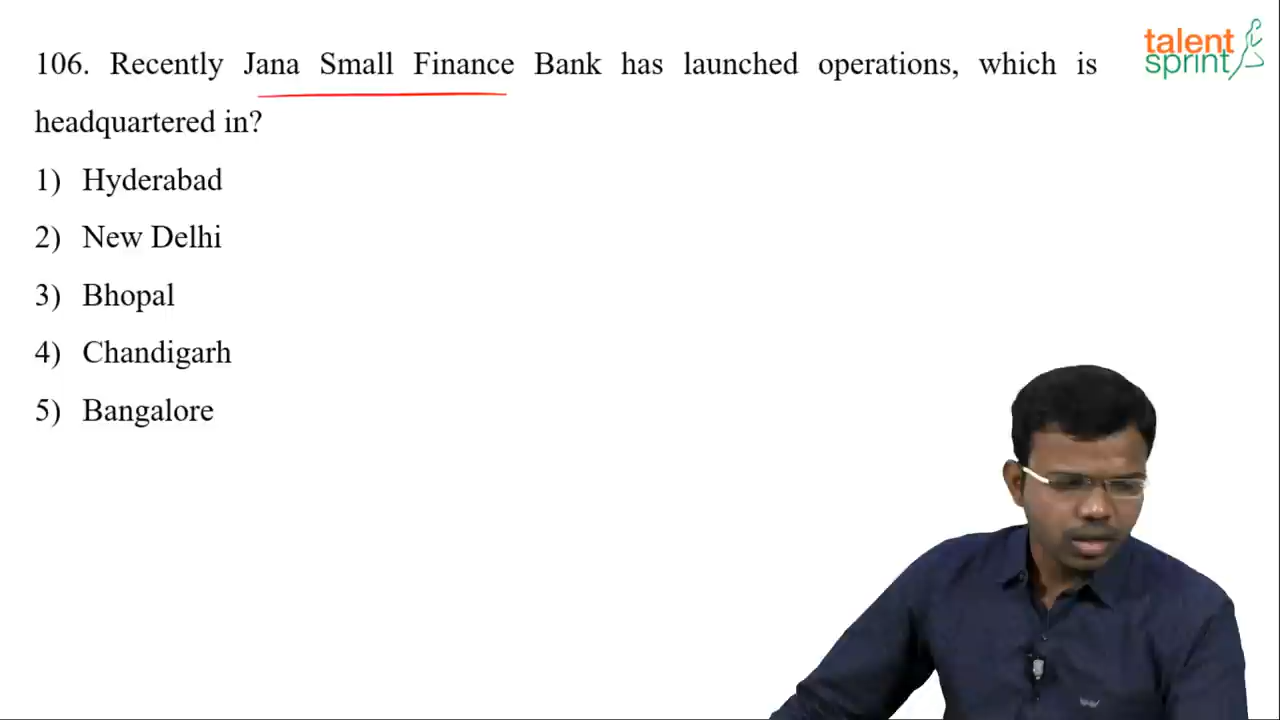 106. Recently Jana Small Finance Bank has launched operations, which is
headquartered in?
1) Hyderabad
2) New Delhi
3) Bhopal
4) Chandigarh
5) Bangalore
talent
sprint